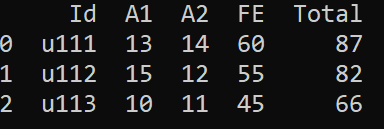 Id A1 A2 FE Total
0 u111 13 14 60 87
1 u112 15 12 55 82
2 u113 10 11 45 66